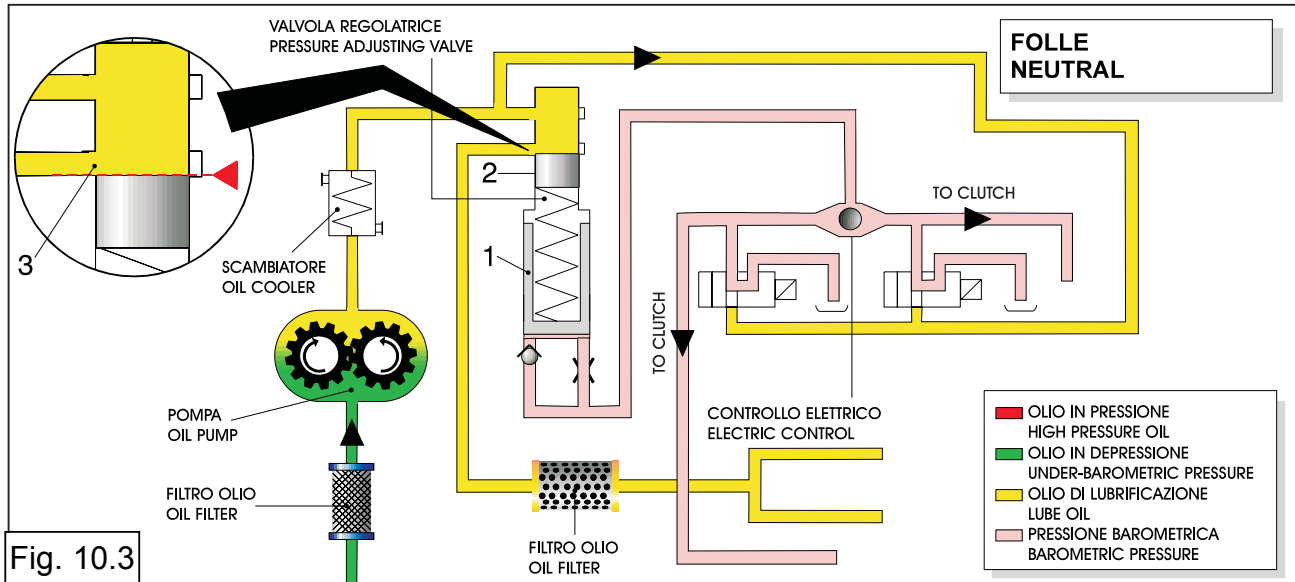 VALVOLA REGOLATRICE
PRESSURE ADJUSTING VALVE
FOLLE
NEUTRAL
3
2
1
SCAMBIATORE
OIL COOLER
TO CLUTCH
TO CLUTCH
POMPA
OIL PUMP
CONTROLLO ELETTRICO
ELECTRIC CONTROL
FILTRO OLIO
OIL FILTER
FILTRO OLIO
OIL FILTER
OLIO IN PRESSIONE
HIGH PRESSURE OIL
OLIO IN DEPRESSIONE
UNDER-BAROMETRIC PRESSURE
OLIO DI LUBRIFICAZIONE
LUBE OIL
PRESSIONE BAROMETRICA
BAROMETRIC PRESSURE
Fig. 10.3